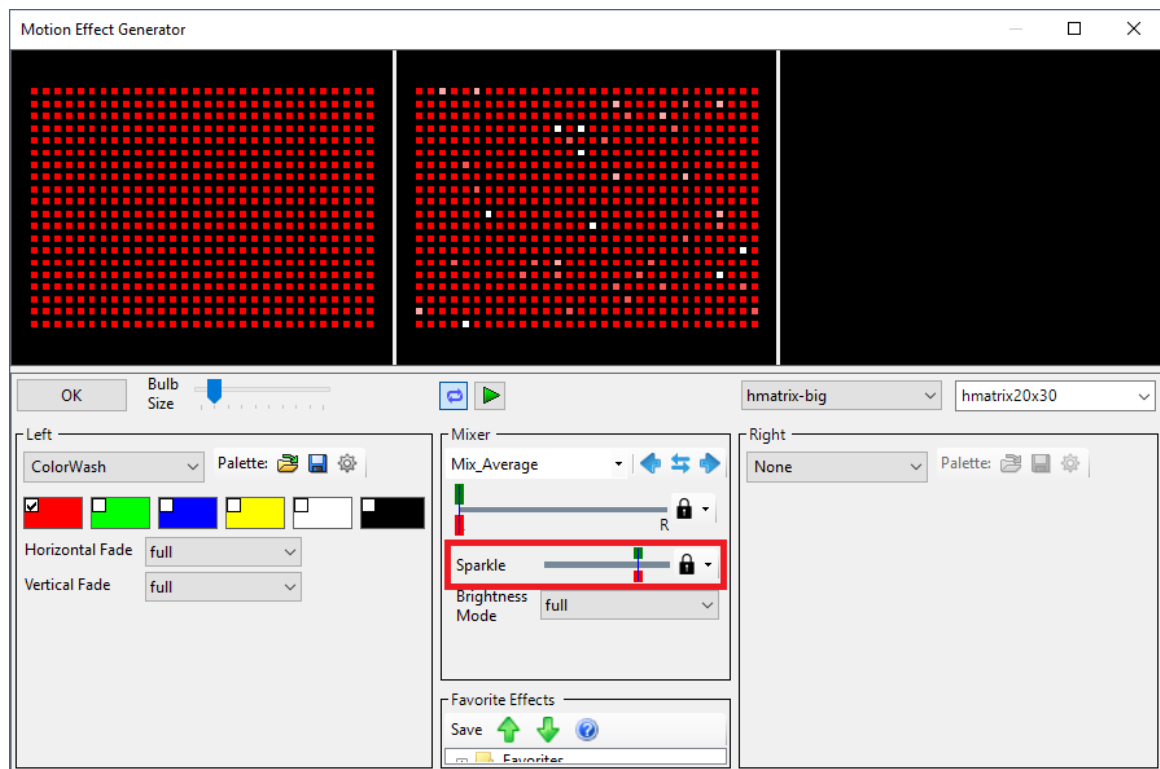 Motion Effect Generator
OK
Bulb
Size
hmatrix-big
hmatrix20x30
Left
ColorWash
Palette:
Horizontal Fade
full
Vertical Fade
full
Mixer
Mix_Average
R
Sparkle
Brightness
Mode
full
Favorite Effects
Save
Favorites
Right
None
Palette: